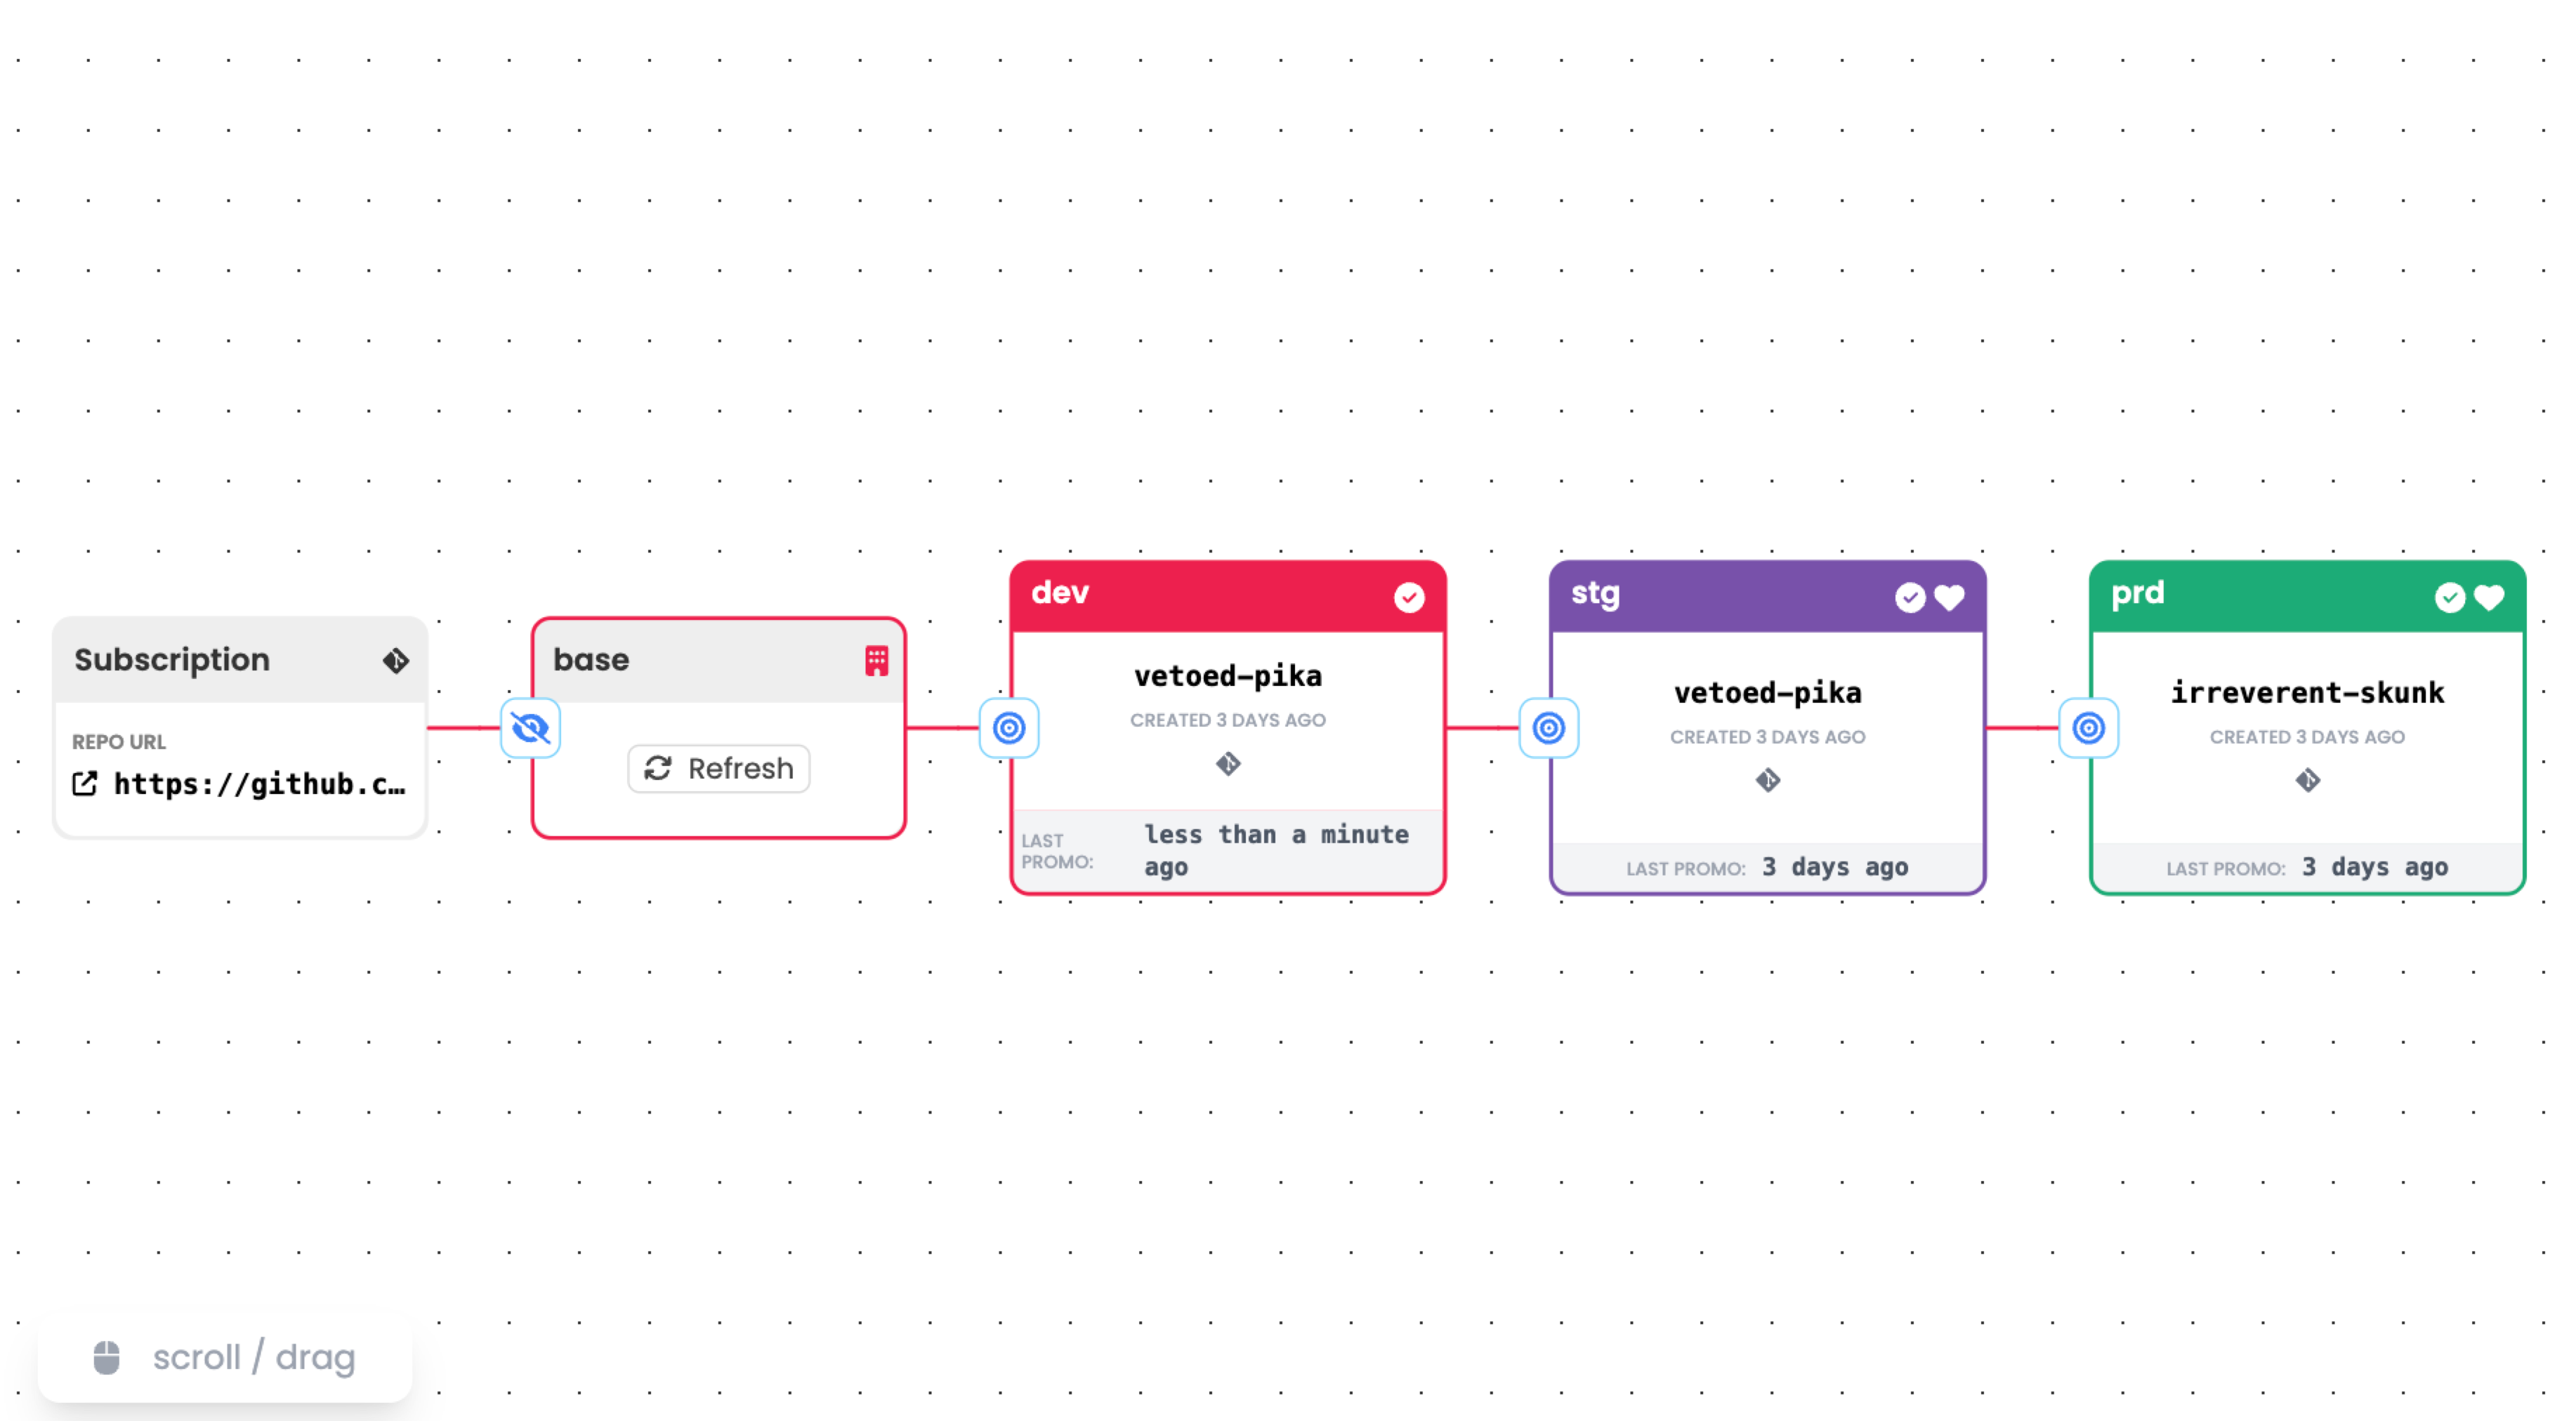 Subscription
REPO URL
https://github.c…
base
Refresh
dev
vetoed-pika
CREATED 3 DAYS AGO
LAST PROMO:
less than a minute
ago
stg
vetoed-pika
CREATED 3 DAYS AGO
LAST PROMO: 3 days ago
prd
irreverent-skunk
CREATED 3 DAYS AGO
LAST PROMO: 3 days ago
scroll / drag